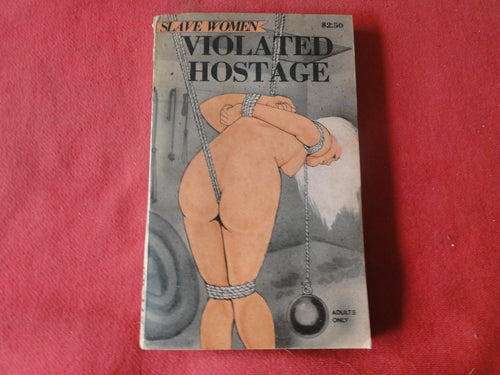 SLAVE WOMEN
$2.50
VIOLATED
HOSTAGE
ADULTS
ONLY